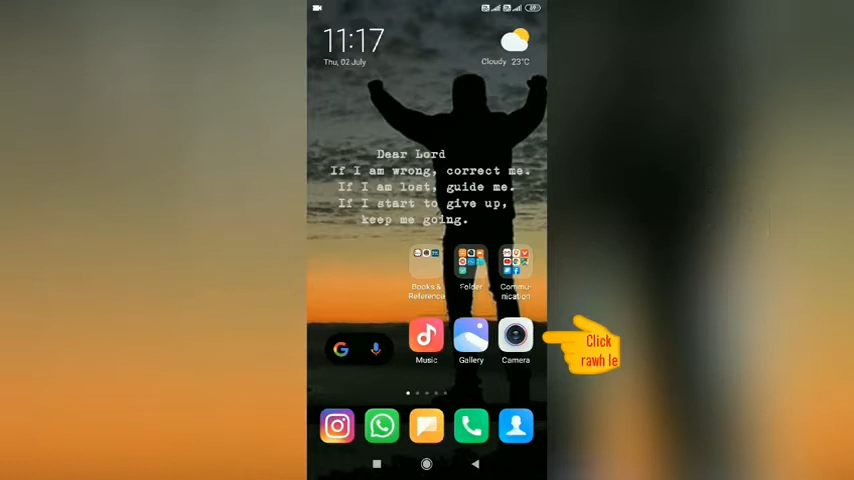 69
11:17
Thu, 02 July
Cloudy 23°C
Dear Lord
If I am wrong, correct me.
If I am lost, guide me.
If I start to give up,
keep me going.
Books &
Reference
Folder
Commu-
nication
G
Music
Gallery
Camera
Click
rawh le